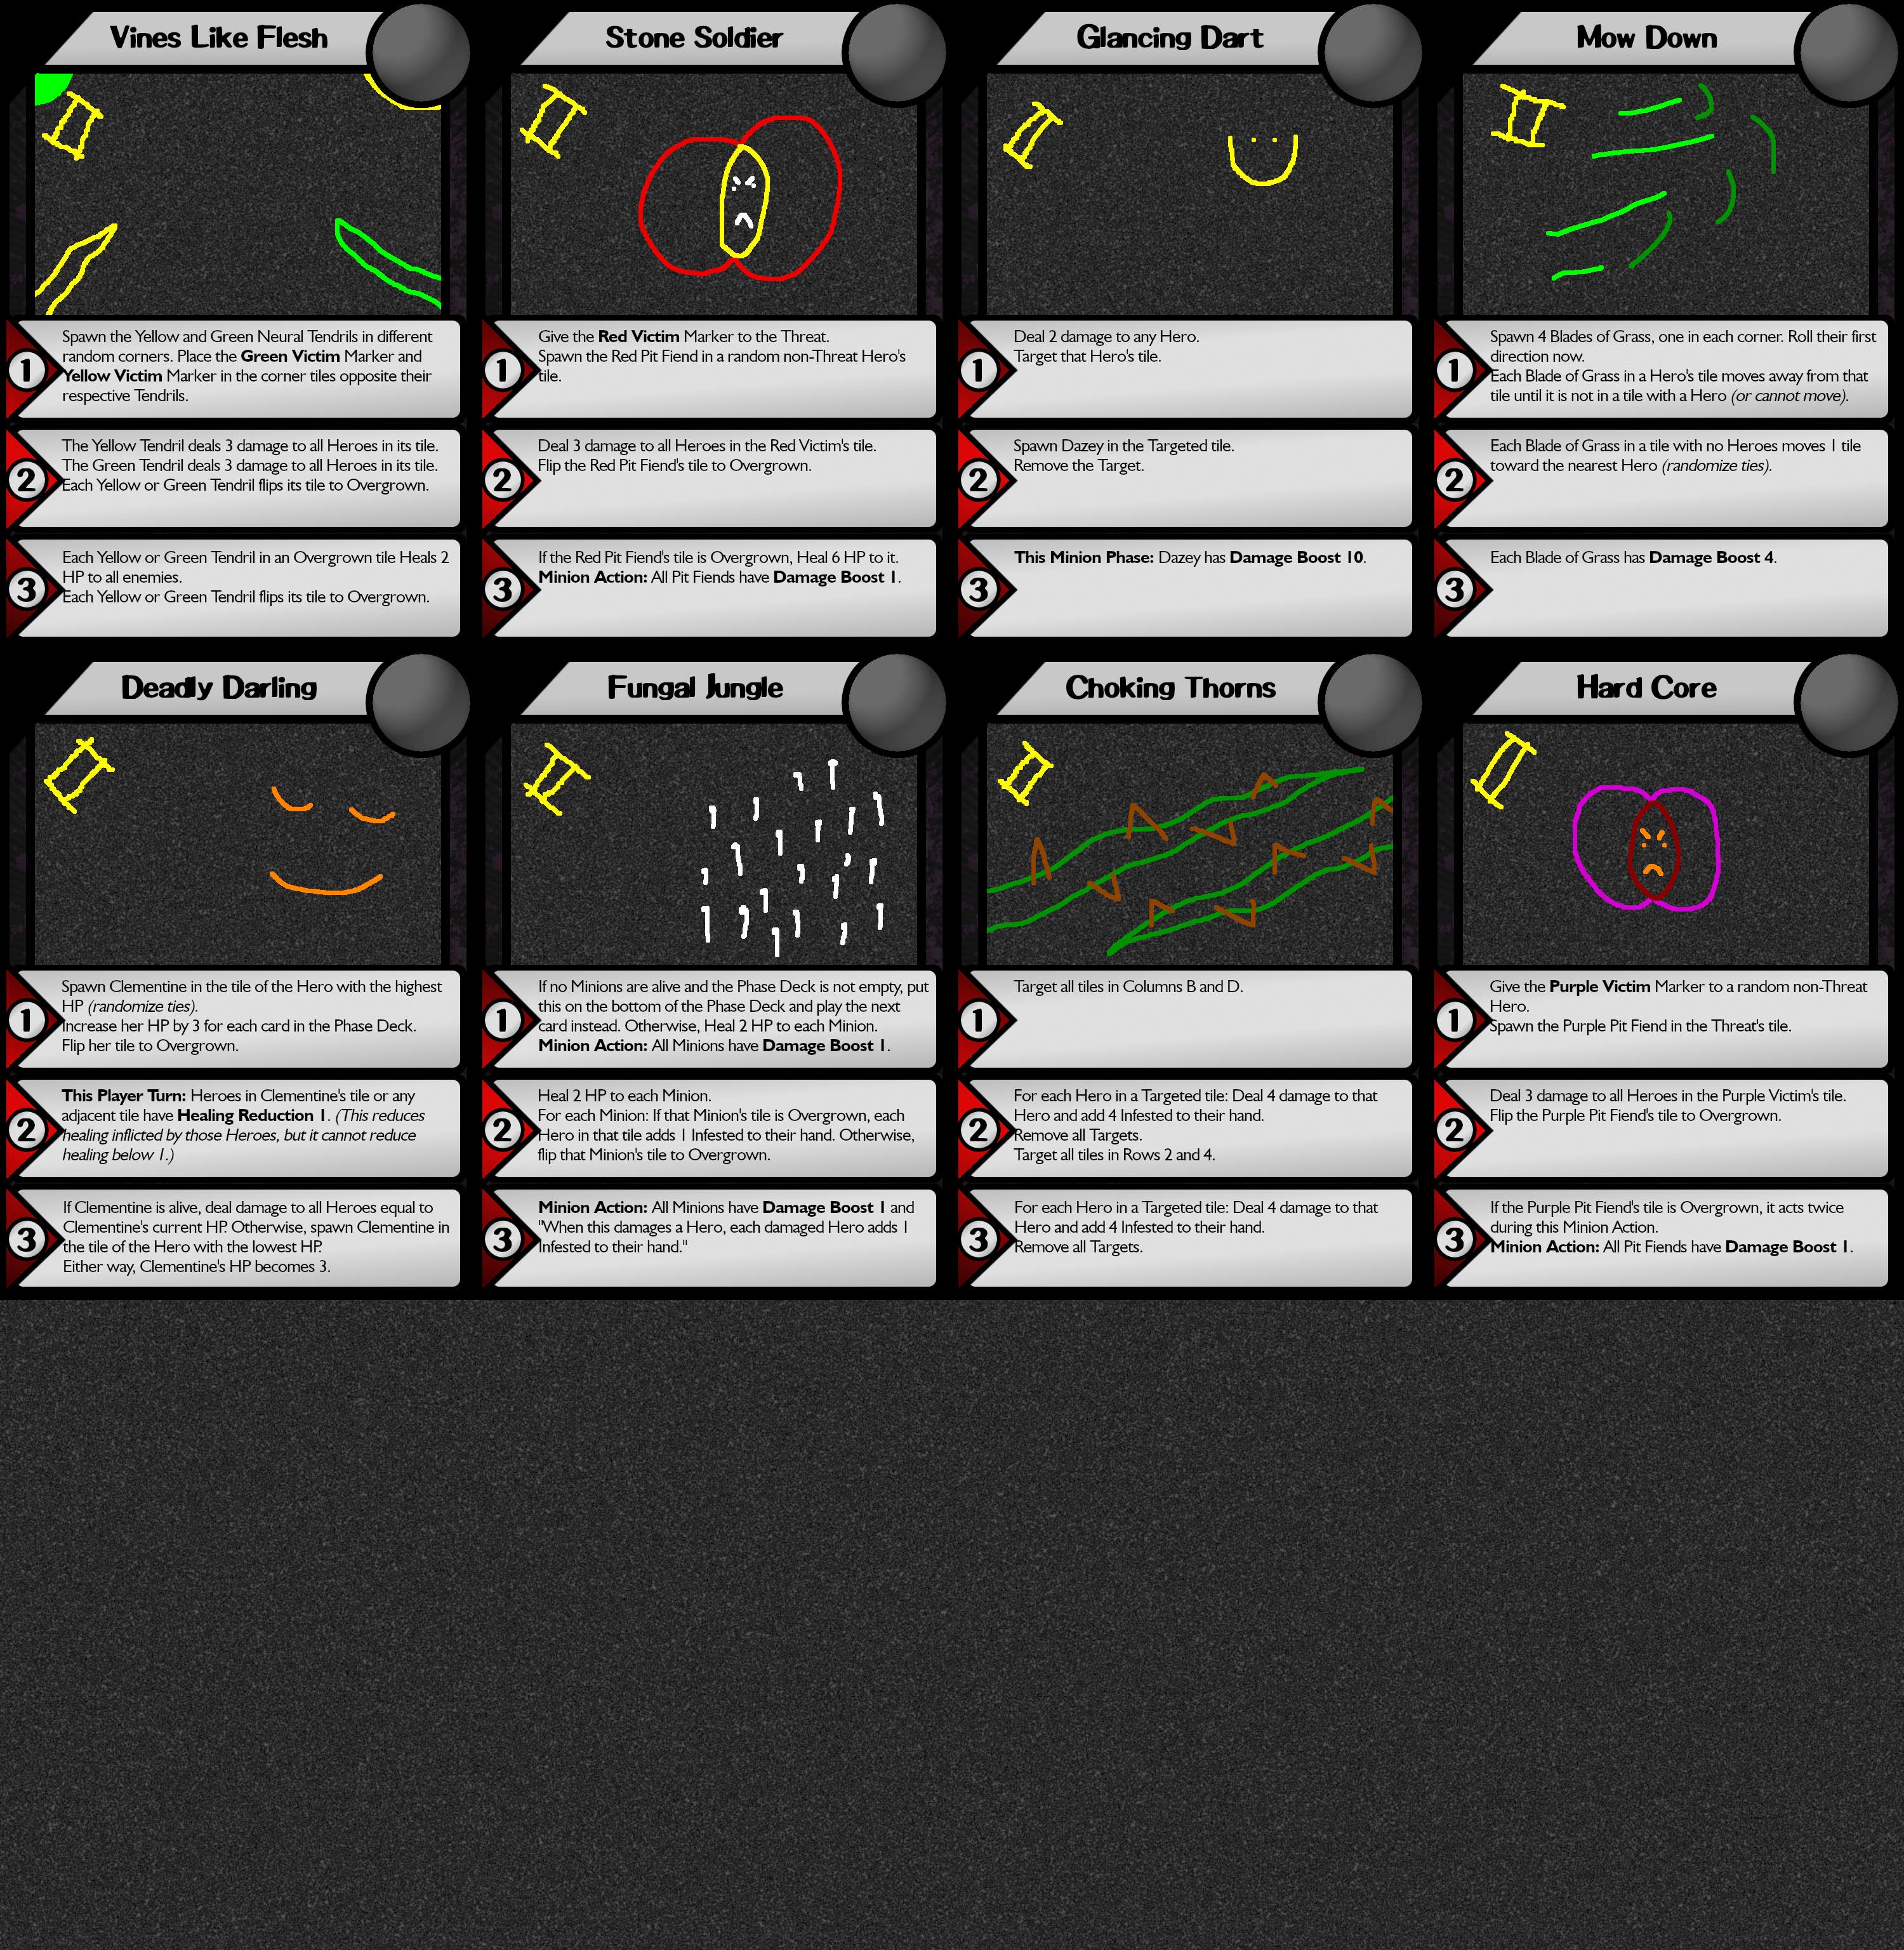 Vines Like Flesh
1
Spawn the Yellow and Green Neural Tendrils in different
random corners. Place the Green Victim Marker and
Yellow Victim Marker in the corner tiles opposite their
respective Tendrils.
2
The Yellow Tendril deals 3 damage to all Heroes in its tile.
The Green Tendril deals 3 damage to all Heroes in its tile.
Each Yellow or Green Tendril flips its tile to Overgrown.
3
Each Yellow or Green Tendril in an Overgrown tile Heals 2
HP to all enemies.
Each Yellow or Green Tendril flips its tile to Overgrown.
Stone Soldier
1
Give the Red Victim Marker to the Threat.
Spawn the Red Pit Fiend in a random non-Threat Hero's
tile.
2
Deal 3 damage to all Heroes in the Red Victim's tile.
Flip the Red Pit Fiend's tile to Overgrown.
3
If the Red Pit Fiend's tile is Overgrown, Heal 6 HP to it.
Minion Action: All Pit Fiends have Damage Boost 1.
Glancing Dart
1
Deal 2 damage to any Hero.
Target that Hero's tile.
2
Spawn Dazey in the Targeted tile.
Remove the Target.
3
This Minion Phase: Dazey has Damage Boost 10.
Mow Down
1
Spawn 4 Blades of Grass, one in each corner. Roll their first
direction now.
Each Blade of Grass in a Hero's tile moves away from that
tile until it is not in a tile with a Hero (or cannot move).
2
Each Blade of Grass in a tile with no Heroes moves 1 tile
toward the nearest Hero (randomize ties).
3
Each Blade of Grass has Damage Boost 4.
Deadly Darling
1
Spawn Clementine in the tile of the Hero with the highest
HP (randomize ties).
Increase her HP by 3 for each card in the Phase Deck.
Flip her tile to Overgrown.
2
This Player Turn: Heroes in Clementine's tile or any
adjacent tile have Healing Reduction 1. (This reduces
healing inflicted by those Heroes, but it cannot reduce
healing below 1.)
3
If Clementine is alive, deal damage to all Heroes equal to
Clementine's current HP. Otherwise, spawn Clementine in
the tile of the Hero with the lowest HP.
Either way, Clementine's HP becomes 3.
Fungal Jungle
1
If no Minions are alive and the Phase Deck is not empty, put
this on the bottom of the Phase Deck and play the next
card instead. Otherwise, Heal 2 HP to each Minion.
Minion Action: All Minions have Damage Boost 1.
2
Heal 2 HP to each Minion.
For each Minion: If that Minion's tile is Overgrown, each
Hero in that tile adds 1 Infested to their hand. Otherwise,
flip that Minion's tile to Overgrown.
3
Minion Action: All Minions have Damage Boost 1 and
"When this damages a Hero, each damaged Hero adds 1
Infested to their hand."
Choking Thorns
1
Target all tiles in Columns B and D.
2
For each Hero in a Targeted tile: Deal 4 damage to that
Hero and add 4 Infested to their hand.
Remove all Targets.
Target all tiles in Rows 2 and 4.
3
For each Hero in a Targeted tile: Deal 4 damage to that
Hero and add 4 Infested to their hand.
Remove all Targets.
Hard Core
1
Give the Purple Victim Marker to a random non-Threat
Hero.
Spawn the Purple Pit Fiend in the Threat's tile.
2
Deal 3 damage to all Heroes in the Purple Victim's tile.
Flip the Purple Pit Fiend's tile to Overgrown.
3
If the Purple Pit Fiend's tile is Overgrown, it acts twice
during this Minion Action.
Minion Action: All Pit Fiends have Damage Boost 1.